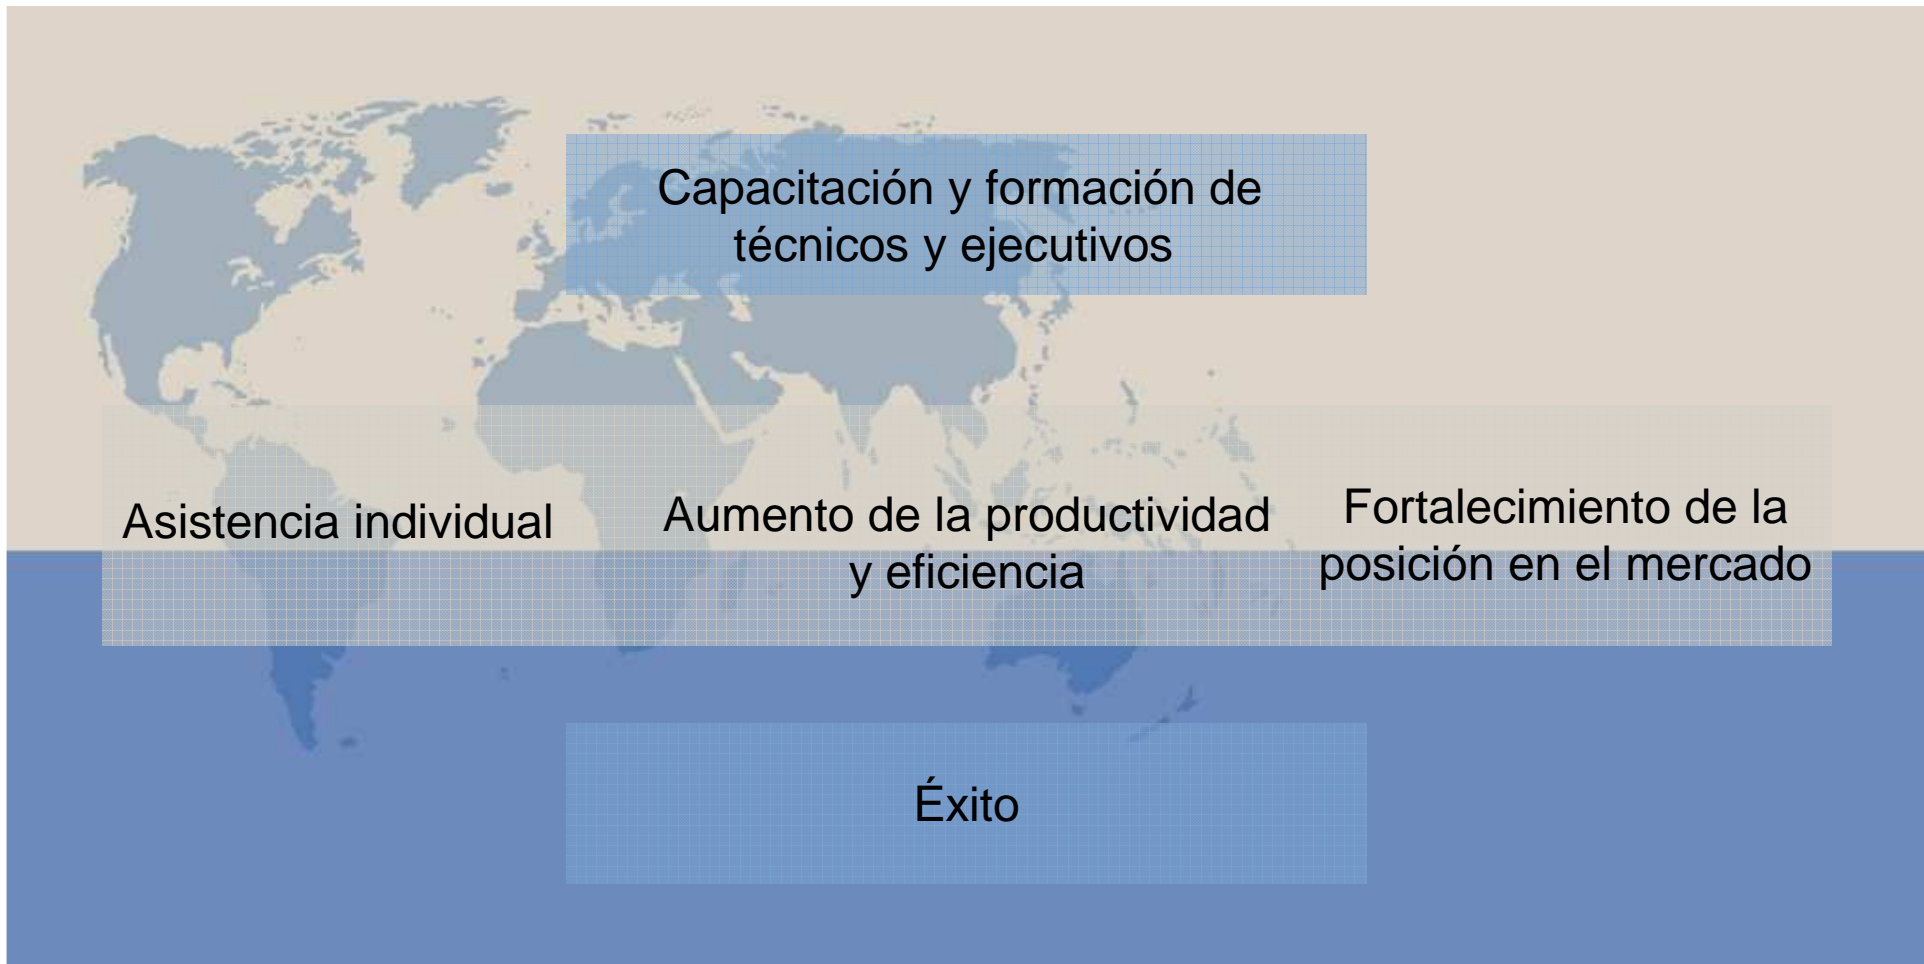 Capacitación y formación de
técnicos y ejecutivos
Asistencia individual
Aumento de la productividad
y eficiencia
Fortalecimiento de la
posición en el mercado
Éxito